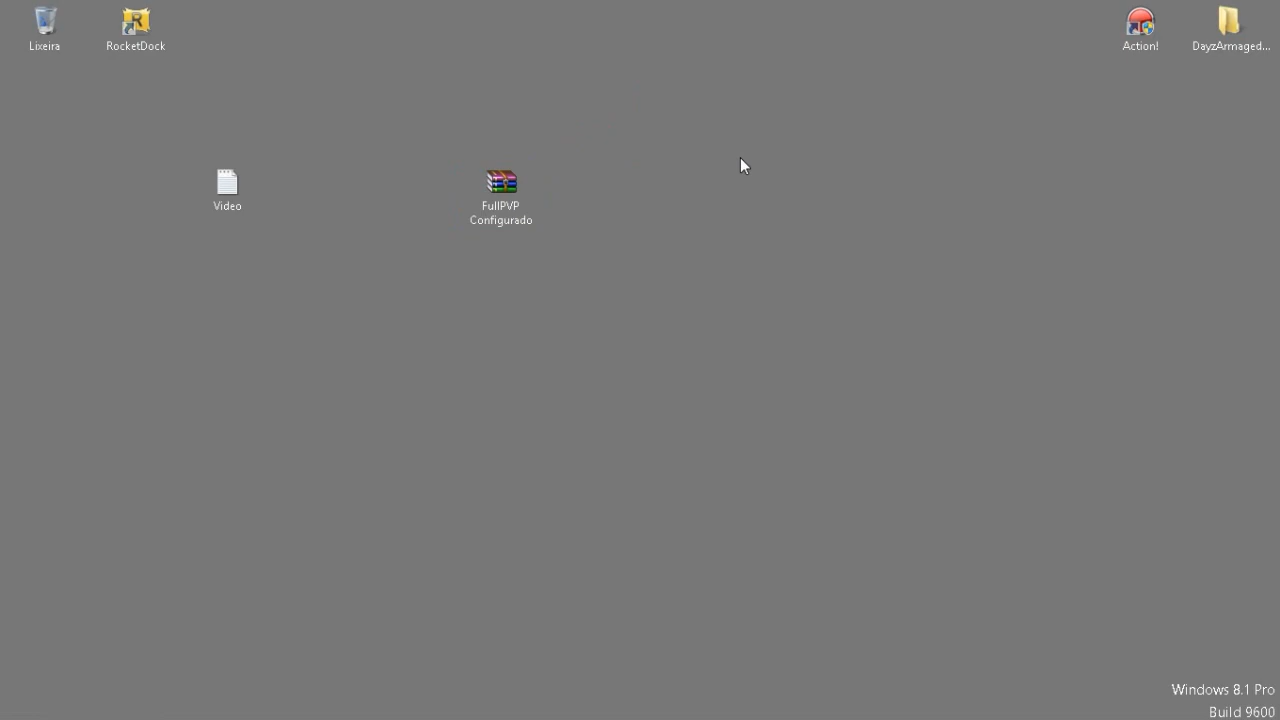 Lixeira
RocketDock
Action!
DayzArmaged...
Video
FullPVP
Configurado
Windows 8.1 Pro
Build 9600